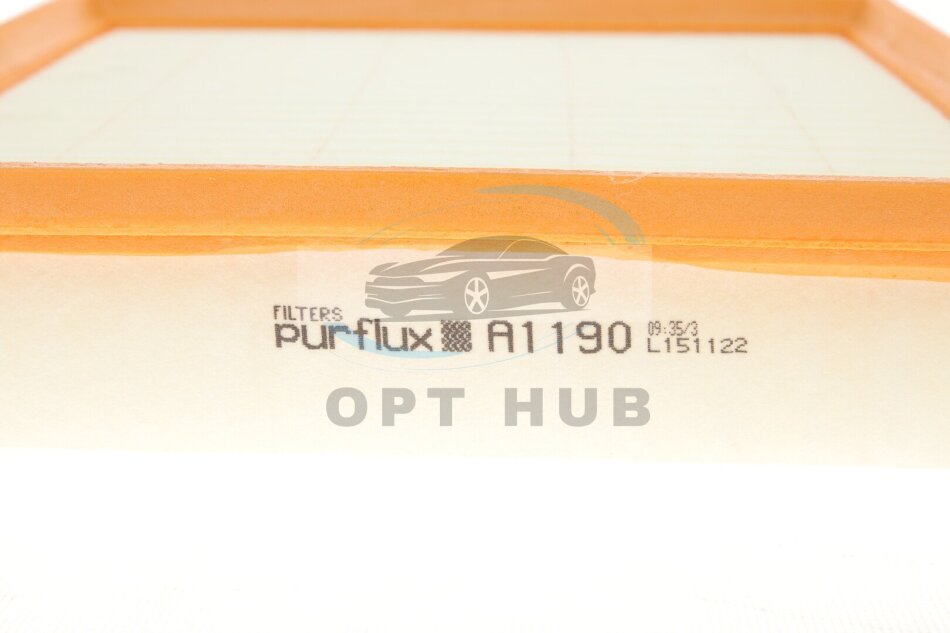 FILTERS
purflux A1190 09:35/3
L151122
OPT HUB